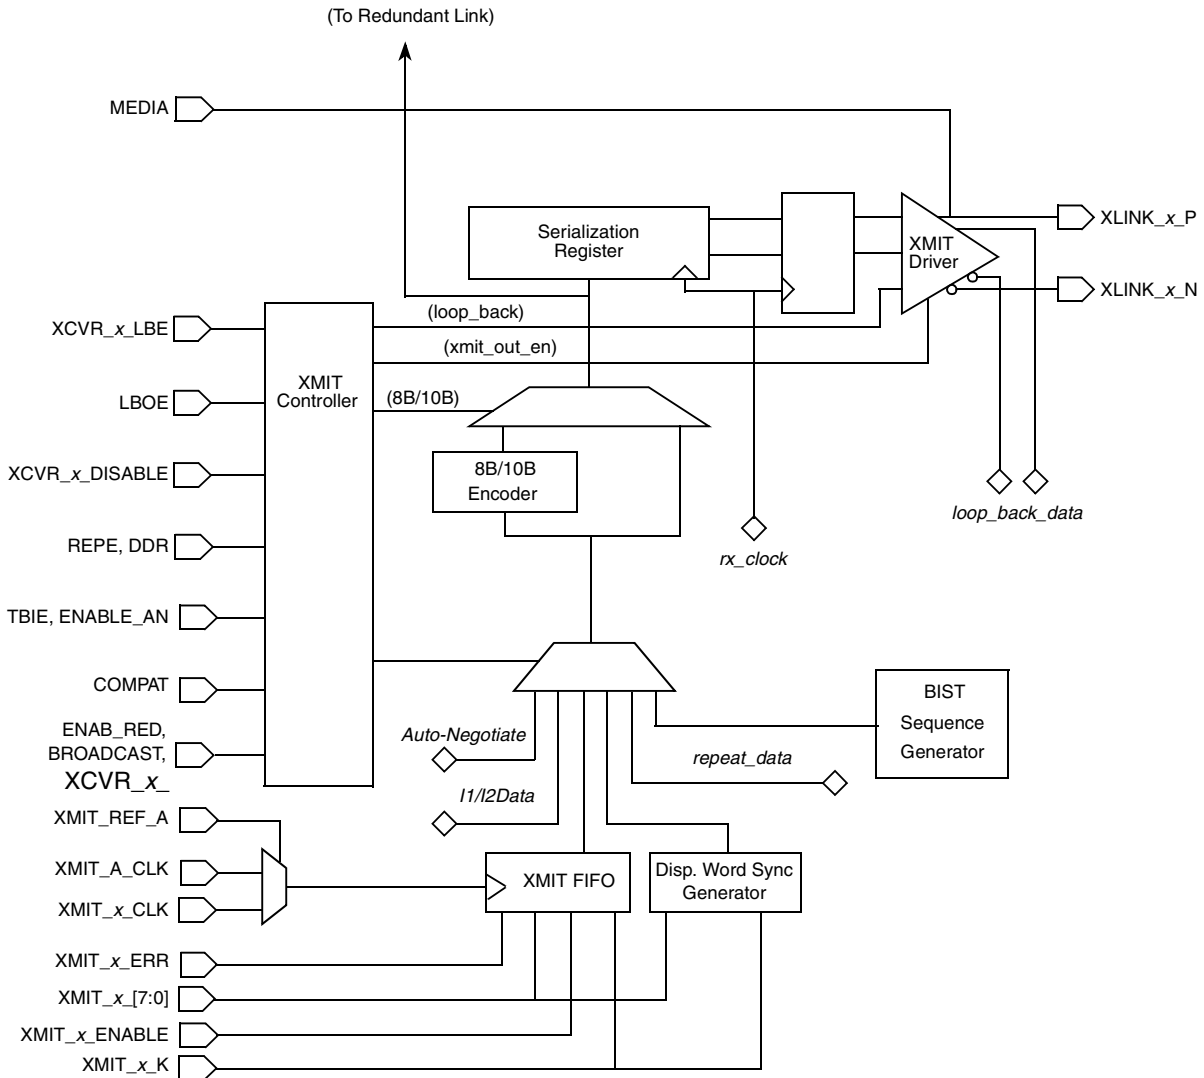 (To Redundant Link)
MEDIA
Serialization
Register
XMIT
Driver
XLINK_x_P
XLINK_x_N
XCVR_x_LBE
(loop_back)
(xmit_out_en)
XMIT
Controller
LBOE
(8B/10B)
XCVR_x_DISABLE
8B/10B
Encoder
loop_back_data
REPE, DDR
rx_clock
TBIE, ENABLE_AN
COMPAT
BIST
Sequence
Generator
ENAB_RED,
BROADCAST,
XCVR_x_
Auto-Negotiate
repeat_data
I1/I2Data
XMIT_REF_A
XMIT_A_CLK
XMIT_x_CLK
XMIT FIFO
Disp. Word Sync
Generator
XMIT_x_ERR
XMIT_x_[7:0]
XMIT_x_ENABLE
XMIT_x_K